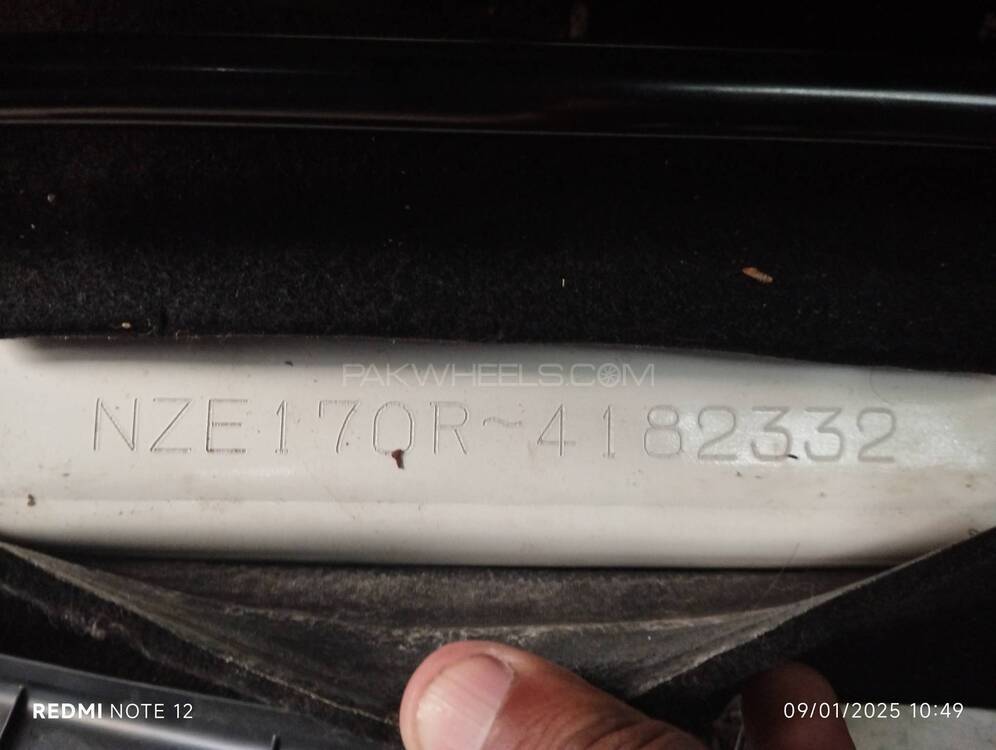 PAKWHEELS.COM
NZE170R~4182332
REDMI NOTE 12
09/01/2025 10:49